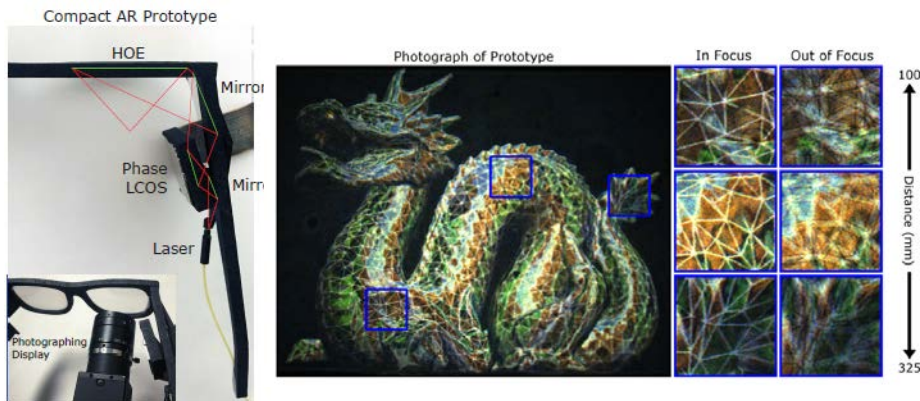 Compact AR Prototype
HOE
Mirror
Phase
LCOS
Mirro
Laser
Photographing
Display
Photograph of Prototype
In Focus
Out of Focus
100
Distance (mm)
325